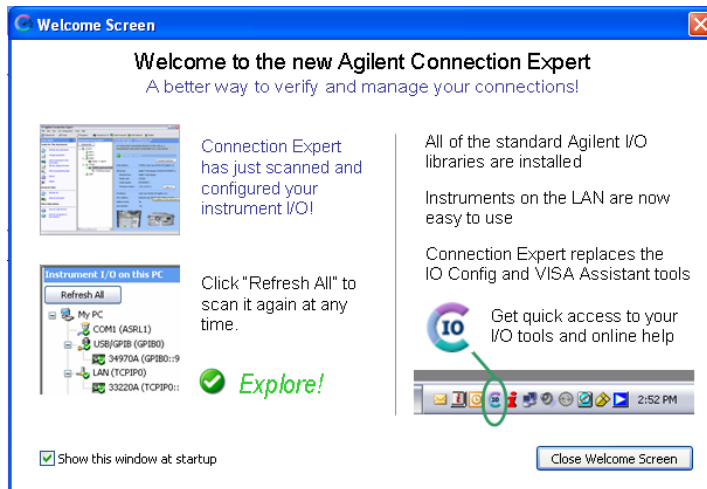 Welcome Screen
Welcome to the new Agilent Connection Expert
A better way to verify and manage your connections!
Connection Expert
has just scanned and
configured your
instrument I/O!
Instrument I/O on this PC
Refresh All
My PC
COM1 (ASRL1)
USB/GPIB (GPIB0)
34970A (GPIB0::9
LAN (TCPIP0)
33220A (TCPIP0::
Click "Refresh All" to
scan it again at any
time.
Explore!
All of the standard Agilent I/O
libraries are installed
Instruments on the LAN are now
easy to use
Connection Expert replaces the
IO Config and VISA Assistant tools
IO
Get quick access to your
I/O tools and online help
IO
2:52 PM
Show this window at startup
Close Welcome Screen